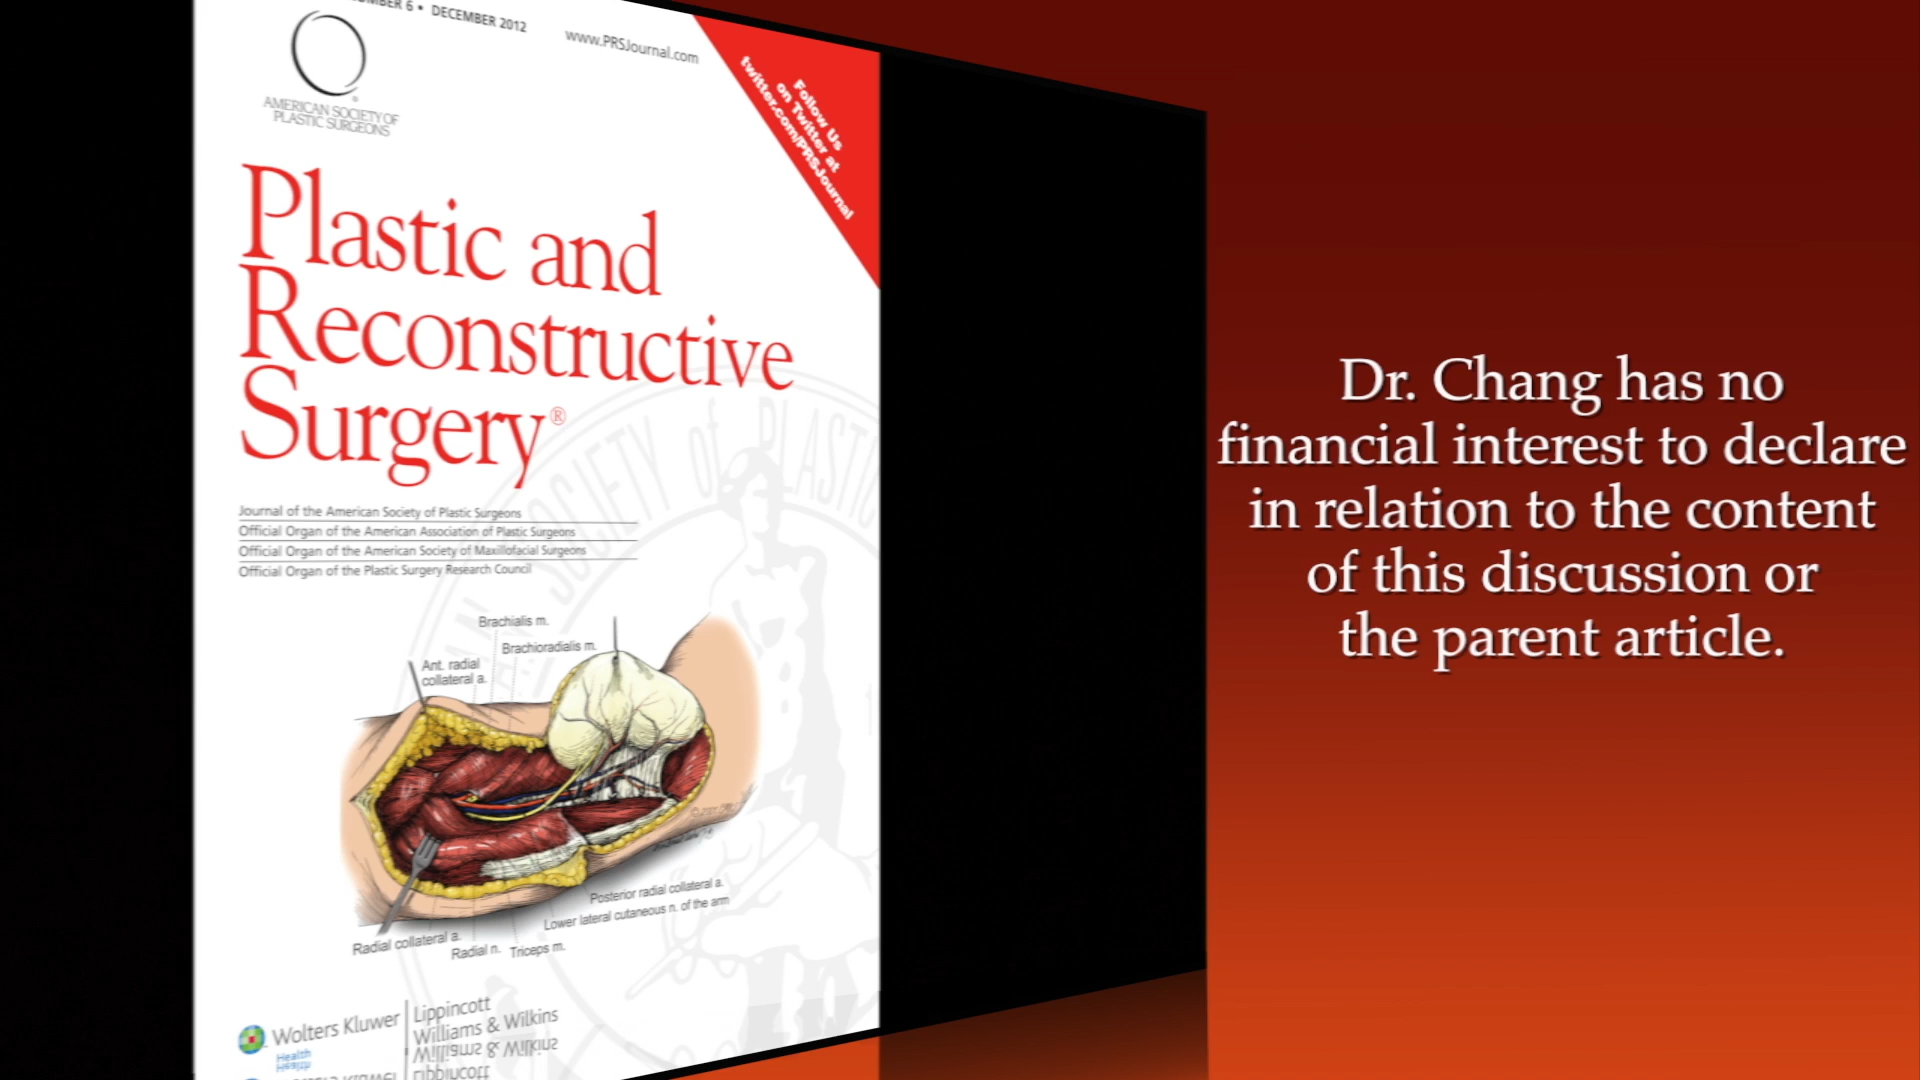 NUMBER 6 • DECEMBER 2012
www.PRSJournal.com
Follow Us
on Twitter at
twitter.com/PRSJournal
AMERICAN SOCIETY OF
PLASTIC SURGEONS
Plastic and
Reconstructive
Surgery®
Journal of the American Society of Plastic Surgeons
Official Organ of the American Association of Plastic Surgeons
Official Organ of the American Society of Maxillofacial Surgeons
Official Organ of the Plastic Surgery Research Council
Brachialis m.
Brachioradialis m.
Ant. radial
collateral a.
Posterior radial collateral a.
Lower lateral cutaneous n. of the arm
Radial collateral a.
Radial n.
Triceps m.
Wolters Kluwer
Health
Lippincott
Williams & Wilkins
Dr. Chang has no
financial interest to declare
in relation to the content
of this discussion or
the parent article.